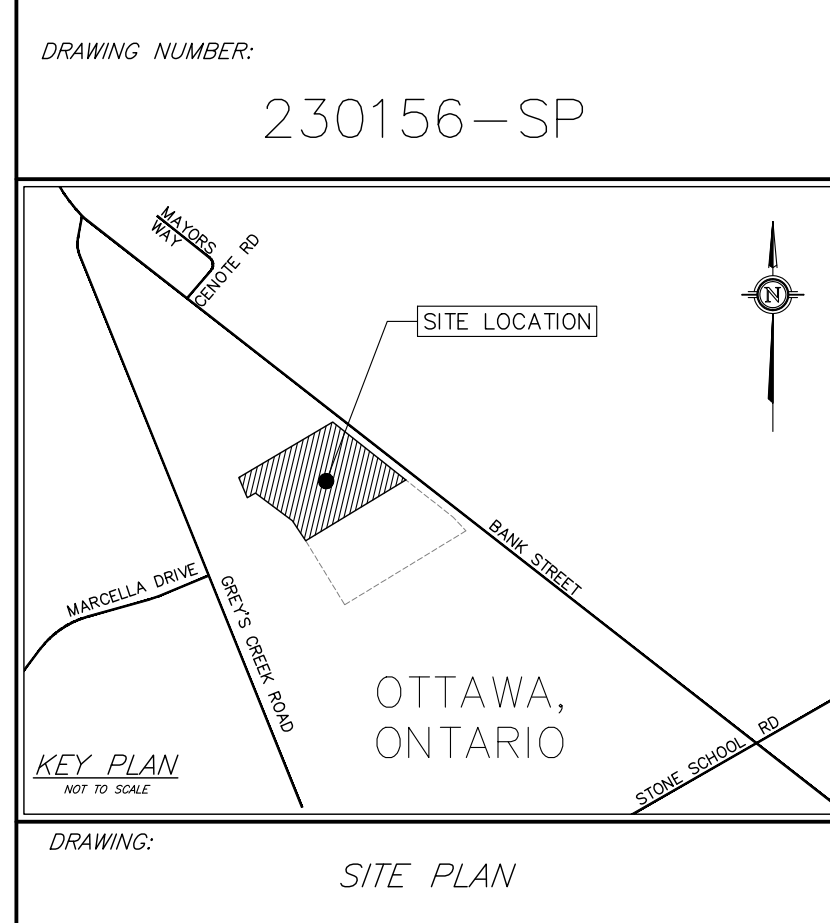 DRAWING NUMBER:
230156-SP
MAYORS
WAY
CENOTE RD
SITE LOCATION
N
BANK STREET
MARCELLA DRIVE
GREY'S CREEK ROAD
OTTAWA,
ONTARIO
STONE SCHOOL RD
KEY PLAN
NOT TO SCALE
DRAWING:
SITE PLAN